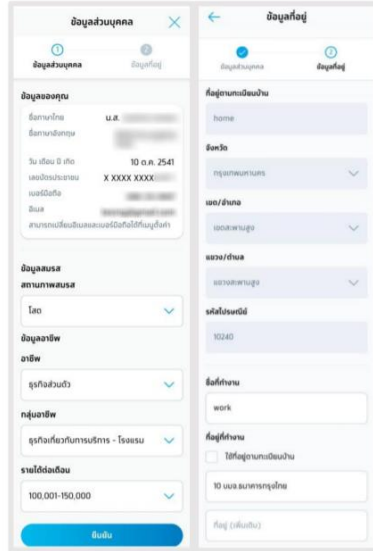 ข้อมูลส่วนบุคคล
1
2
ข้อมูลส่วนบุคคล
ข้อมูลที่อยู่
ข้อมูลของคุณ
ชื่อภาษาไทย
น.ส.
ชื่อภาษาอังกฤษ
วัน เดือน ปี เกิด
10 ต.ค. 2541
เลขบัตรประชาชน
X XXXX XXXX
เบอร์มือถือ
อีเมล
สามารถเปลี่ยนอีเมลและเบอร์มือถือได้ที่เมนูตั้งค่า
ข้อมูลสมรส
สถานภาพสมรส
โสด
ข้อมูลอาชีพ
อาชีพ
ธุรกิจส่วนตัว
กลุ่มอาชีพ
ธุรกิจเกี่ยวกับการบริการ - โรงแรม
รายได้ต่อเดือน
100,001-150,000
ยืนยัน
ข้อมูลที่อยู่
2
ข้อมูลส่วนบุคคล
ข้อมูลที่อยู่
ที่อยู่ตามทะเบียนบ้าน
home
จังหวัด
กรุงเทพมหานคร
เขต/อำเภอ
เขตสะพานสูง
แขวง/ตำบล
แขวงสะพานสูง
รหัสไปรษณีย์
10240
ชื่อที่ทำงาน
work
ที่อยู่ที่ทำงาน
ใช้ที่อยู่ตามทะเบียนบ้าน
10 บมจ.ธนาคารกรุงไทย
ที่อยู่ (เพิ่มเติม)